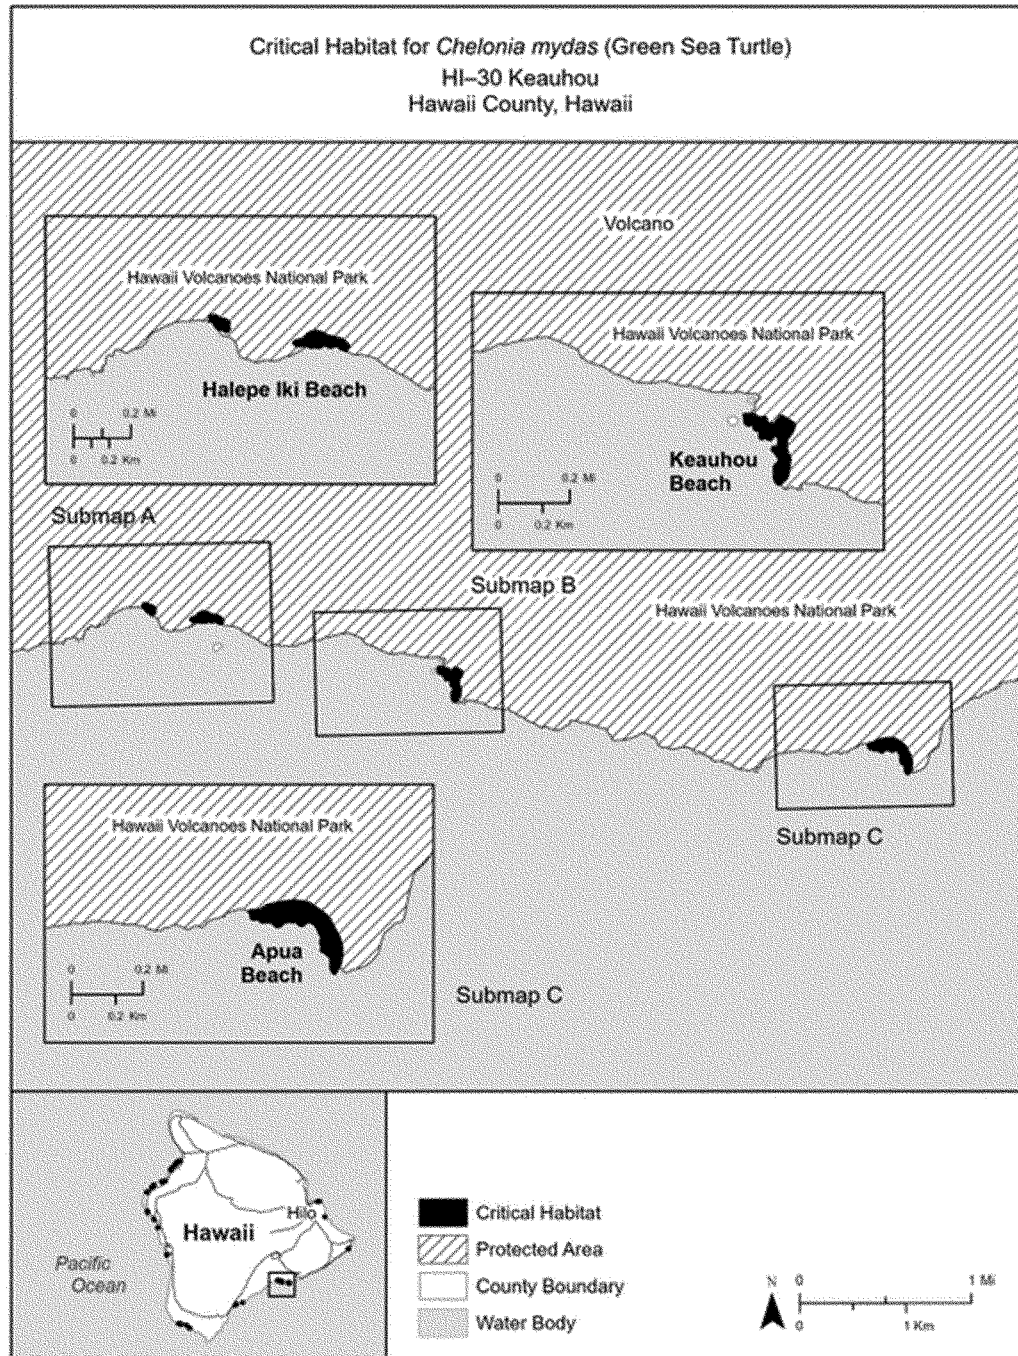 Critical Habitat for Chelonia mydas (Green Sea Turtle)
HI–30 Keauhou
Hawaii County, Hawaii
Volcano
Hawaii Volcanoes National Park
Halepe Iki Beach
0 0.2 Mi
0 0.2 Km
Submap A
Hawaii Volcanoes National Park
Keauhou
Beach
0 0.2 Mi
0 0.2 Km
Submap B
Hawaii Volcanoes National Park
Submap C
Hawaii Volcanoes National Park
Apua
Beach
0 0.2 Mi
0 0.2 Km
Submap C
Hilo
Hawaii
Pacific
Ocean
Critical Habitat
Protected Area
County Boundary
Water Body
N
0 1 Mi
0 1 Km